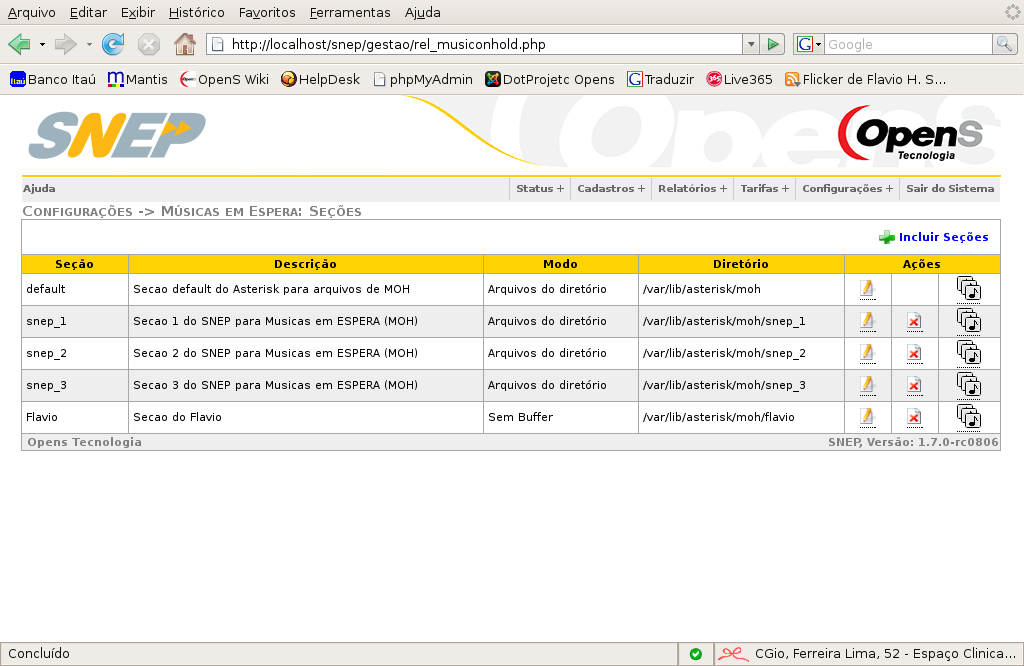 Arquivo Editar Exibir Histórico Favoritos Ferramentas Ajuda
http://localhost/snep/gestao/rel_musiconhold.php G Google
Itaú Banco Itaú m Mantis OpenS Wiki HelpDesk phpMyAdmin DotProjetc Opens G Traduzir 365 Live365 Flicker de Flavio H. S...
SNEP OpenS OpenS
Tecnologia
Ajuda Status + Cadastros + Relatórios + Tarifas + Configurações + Sair do Sistema
Configurações -> Músicas em Espera: Seções
Incluir Seções
Seção Descrição Modo Diretório Ações
default Secao default do Asterisk para arquivos de MOH Arquivos do diretório /var/lib/asterisk/moh
snep_1 Secao 1 do SNEP para Musicas em ESPERA (MOH) Arquivos do diretório /var/lib/asterisk/moh/snep_1
snep_2 Secao 2 do SNEP para Musicas em ESPERA (MOH) Arquivos do diretório /var/lib/asterisk/moh/snep_2
snep_3 Secao 3 do SNEP para Musicas em ESPERA (MOH) Arquivos do diretório /var/lib/asterisk/moh/snep_3
Flavio Secao do Flavio Sem Buffer /var/lib/asterisk/moh/flavio
Opens Tecnologia SNEP, Versão: 1.7.0-rc0806
Concluído CGio, Ferreira Lima, 52 - Espaço Clinica...